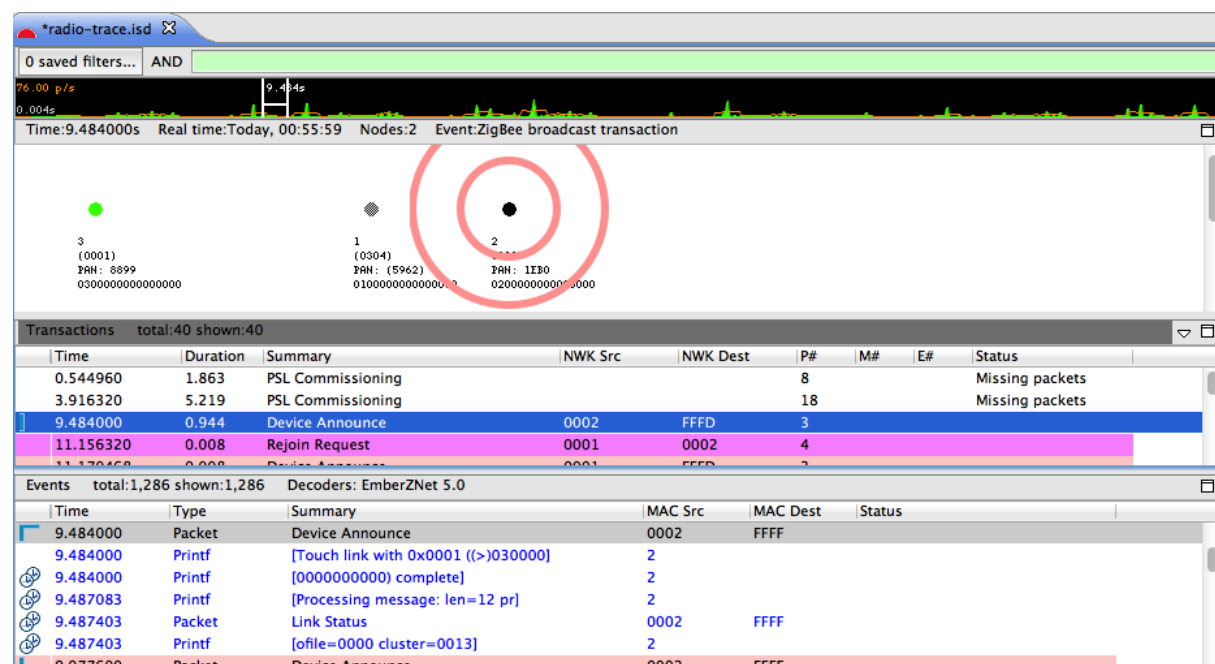 *radio-trace.isd
0 saved filters... AND
76.00 p/s 9.484s
0.004s
Time:9.484000s Real time:Today, 00:55:59 Nodes:2 Event:ZigBee broadcast transaction
3 1 2
(0001) (0304)
PAN: 8899 PAN: (5962) PAN: 1EB0
0300000000000000 0100000000000000
Transactions total:40 shown:40
Time Duration Summary NWK Src NWK Dest P# M# E# Status
0.544960 1.863 PSL Commissioning 8 Missing packets
3.916320 5.219 PSL Commissioning 18 Missing packets
9.484000 0.944 Device Announce 0002 FFFD 3
11.156320 0.008 Rejoin Request 0001 0002 4
Events total:1,286 shown:1,286 Decoders: EmberZNet 5.0
Time Type Summary MAC Src MAC Dest Status
9.484000 Packet Device Announce 0002 FFFF
9.484000 Printf [Touch link with 0x0001 ((>)030000] 2
9.484000 Printf [0000000000) complete] 2
9.487083 Printf [Processing message: len=12 pr] 2
9.487403 Packet Link Status 0002 FFFF
9.487403 Printf [ofile=0000 cluster=0013] 2